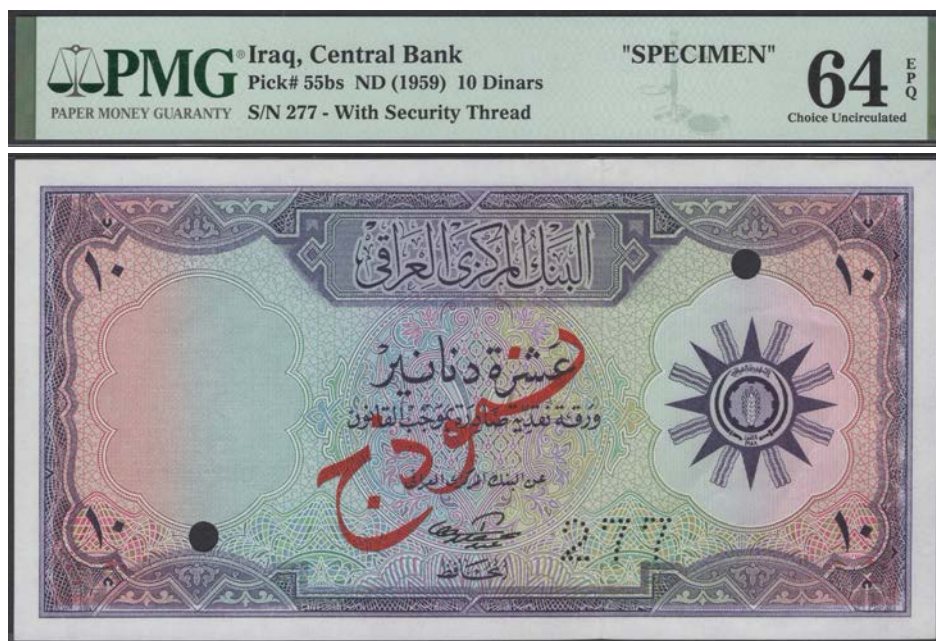 PMG® Iraq, Central Bank "SPECIMEN" 64 EPQ
Pick# 55bs ND (1959) 10 Dinars
PAPER MONEY GUARANTY S/N 277 - With Security Thread Choice Uncirculated
البنك المركزي العراقي
١٠ ١٠
عشرة دنانير
ورقة نقدية صادرة بموجب القانون
نموذج
عن البنك المركزي العراقي
277
١٠ ١٠
المحافظ